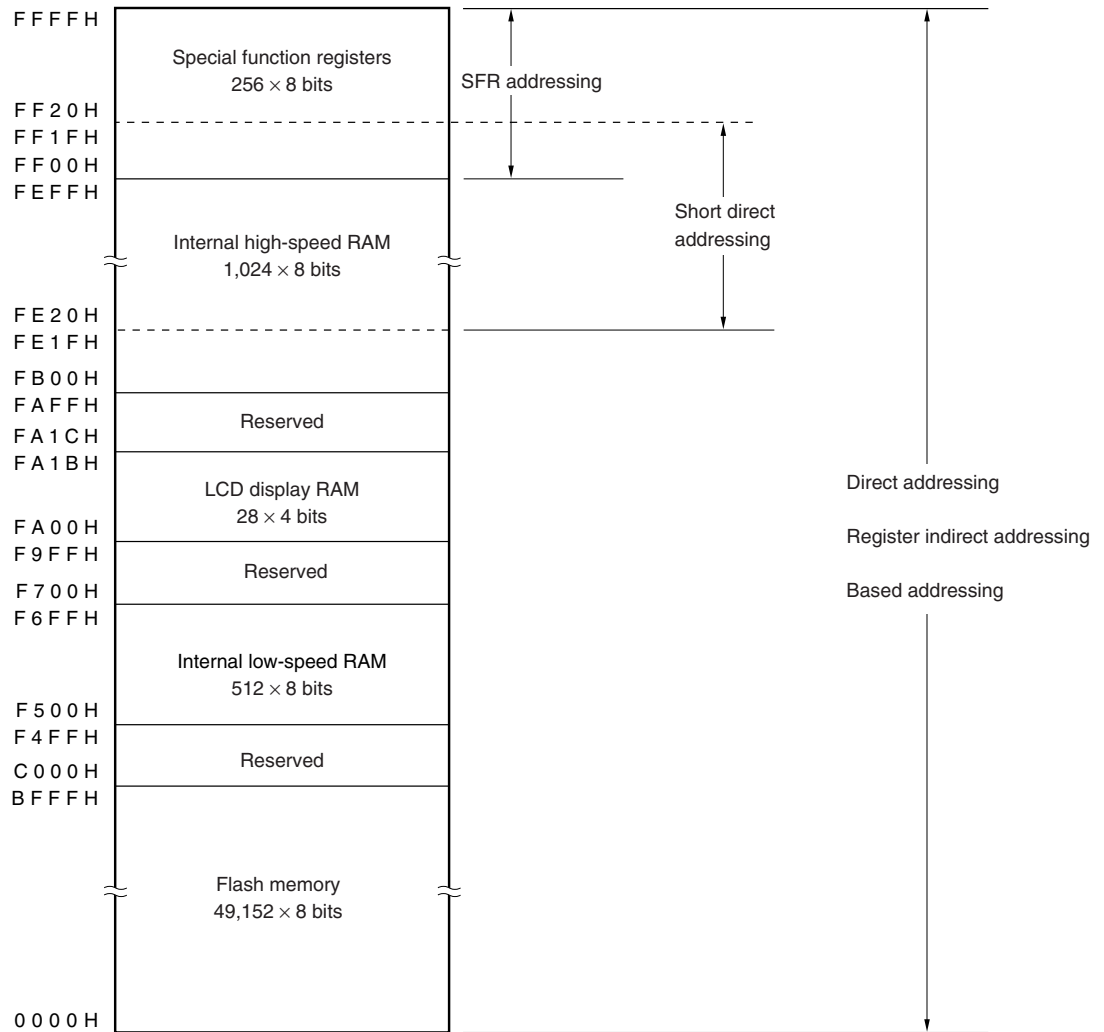 FFFFH
Special function registers
256 × 8 bits
SFR addressing
FF20H
FF1FH
FF00H
FEFFH
Short direct
addressing
Internal high-speed RAM
1,024 × 8 bits
FE20H
FE1FH
FB00H
FAFFH
Reserved
FA1CH
FA1BH
LCD display RAM
28 × 4 bits
Direct addressing
FA00H
F9FFH
Register indirect addressing
Reserved
Based addressing
F700H
F6FFH
Internal low-speed RAM
512 × 8 bits
F500H
F4FFH
Reserved
C000H
BFFFH
Flash memory
49,152 × 8 bits
0000H